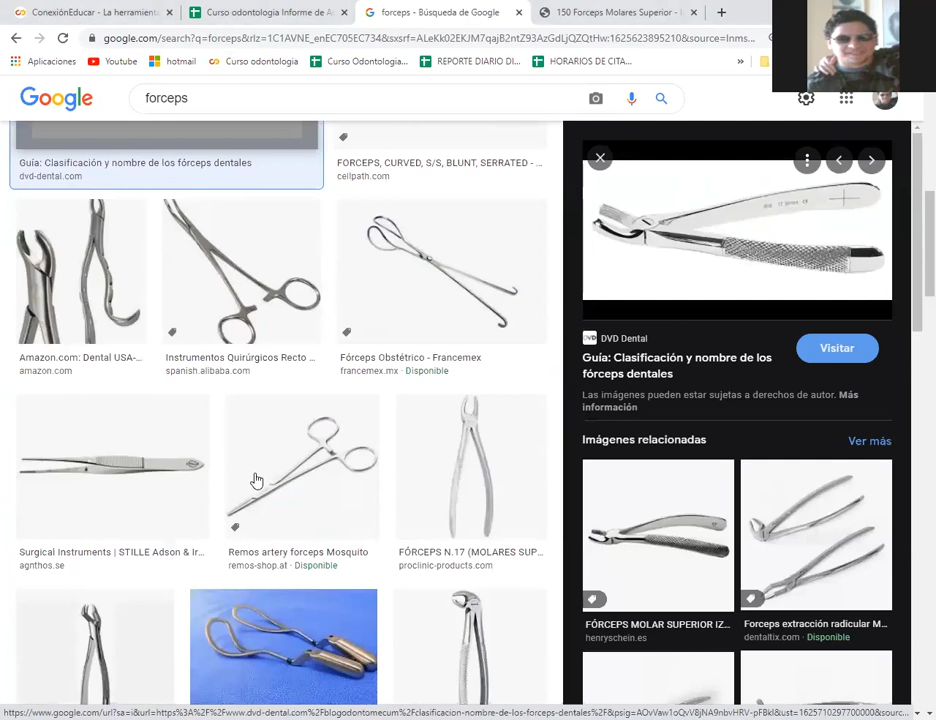 ConexiónEducar - La herramient
Curso odontologia Informe de A
forceps - Búsqueda de Google
150 Forceps Molares Superior -
google.com/search?q=forceps&rlz=1C1AVNE_enEC705EC734&sxsrf=ALeKk02EKJM7qajB2ntZ93AzGdLjQZQtHw:1625623895210&source=lnms...
Aplicaciones
Youtube
hotmail
Curso odontologia
Curso Odontologia...
REPORTE DIARIO DI...
HORARIOS DE CITA...
»
Google
forceps
Guía: Clasificación y nombre de los fórceps dentales
dvd-dental.com
FORCEPS, CURVED, S/S, BLUNT, SERRATED - ...
cellpath.com
Amazon.com: Dental USA-...
amazon.com
Instrumentos Quirúrgicos Recto ...
spanish.alibaba.com
Fórceps Obstétrico - Francemex
francemex.mx · Disponible
Surgical Instruments | STILLE Adson & Ir...
agnthos.se
Remos artery forceps Mosquito
remos-shop.at · Disponible
FÓRCEPS N.17 (MOLARES SUP...
proclinic-products.com
DVD Dental
Guía: Clasificación y nombre de los
fórceps dentales
Visitar
Las imágenes pueden estar sujetas a derechos de autor. Más
información
Imágenes relacionadas
Ver más
FÓRCEPS MOLAR SUPERIOR IZ...
henryschein.es
Forceps extracción radicular M...
dentaltix.com · Disponible